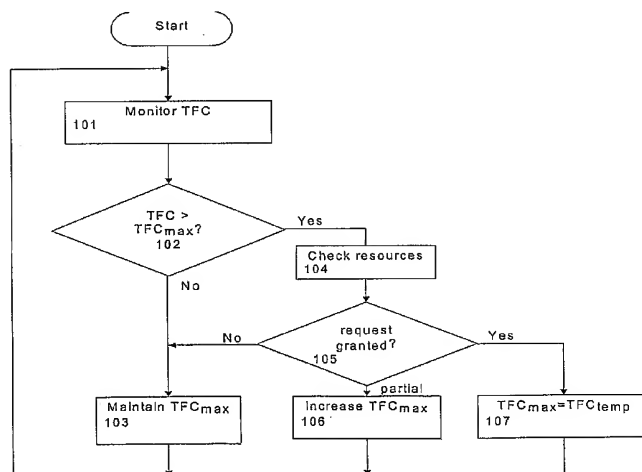 Start
Monitor TFC
101
TFC >
TFCmax?
102
Yes
No
Check resources
104
request
granted?
105
No
Yes
partial
Maintain TFCmax
103
Increase TFCmax
106
TFCmax=TFCtemp
107